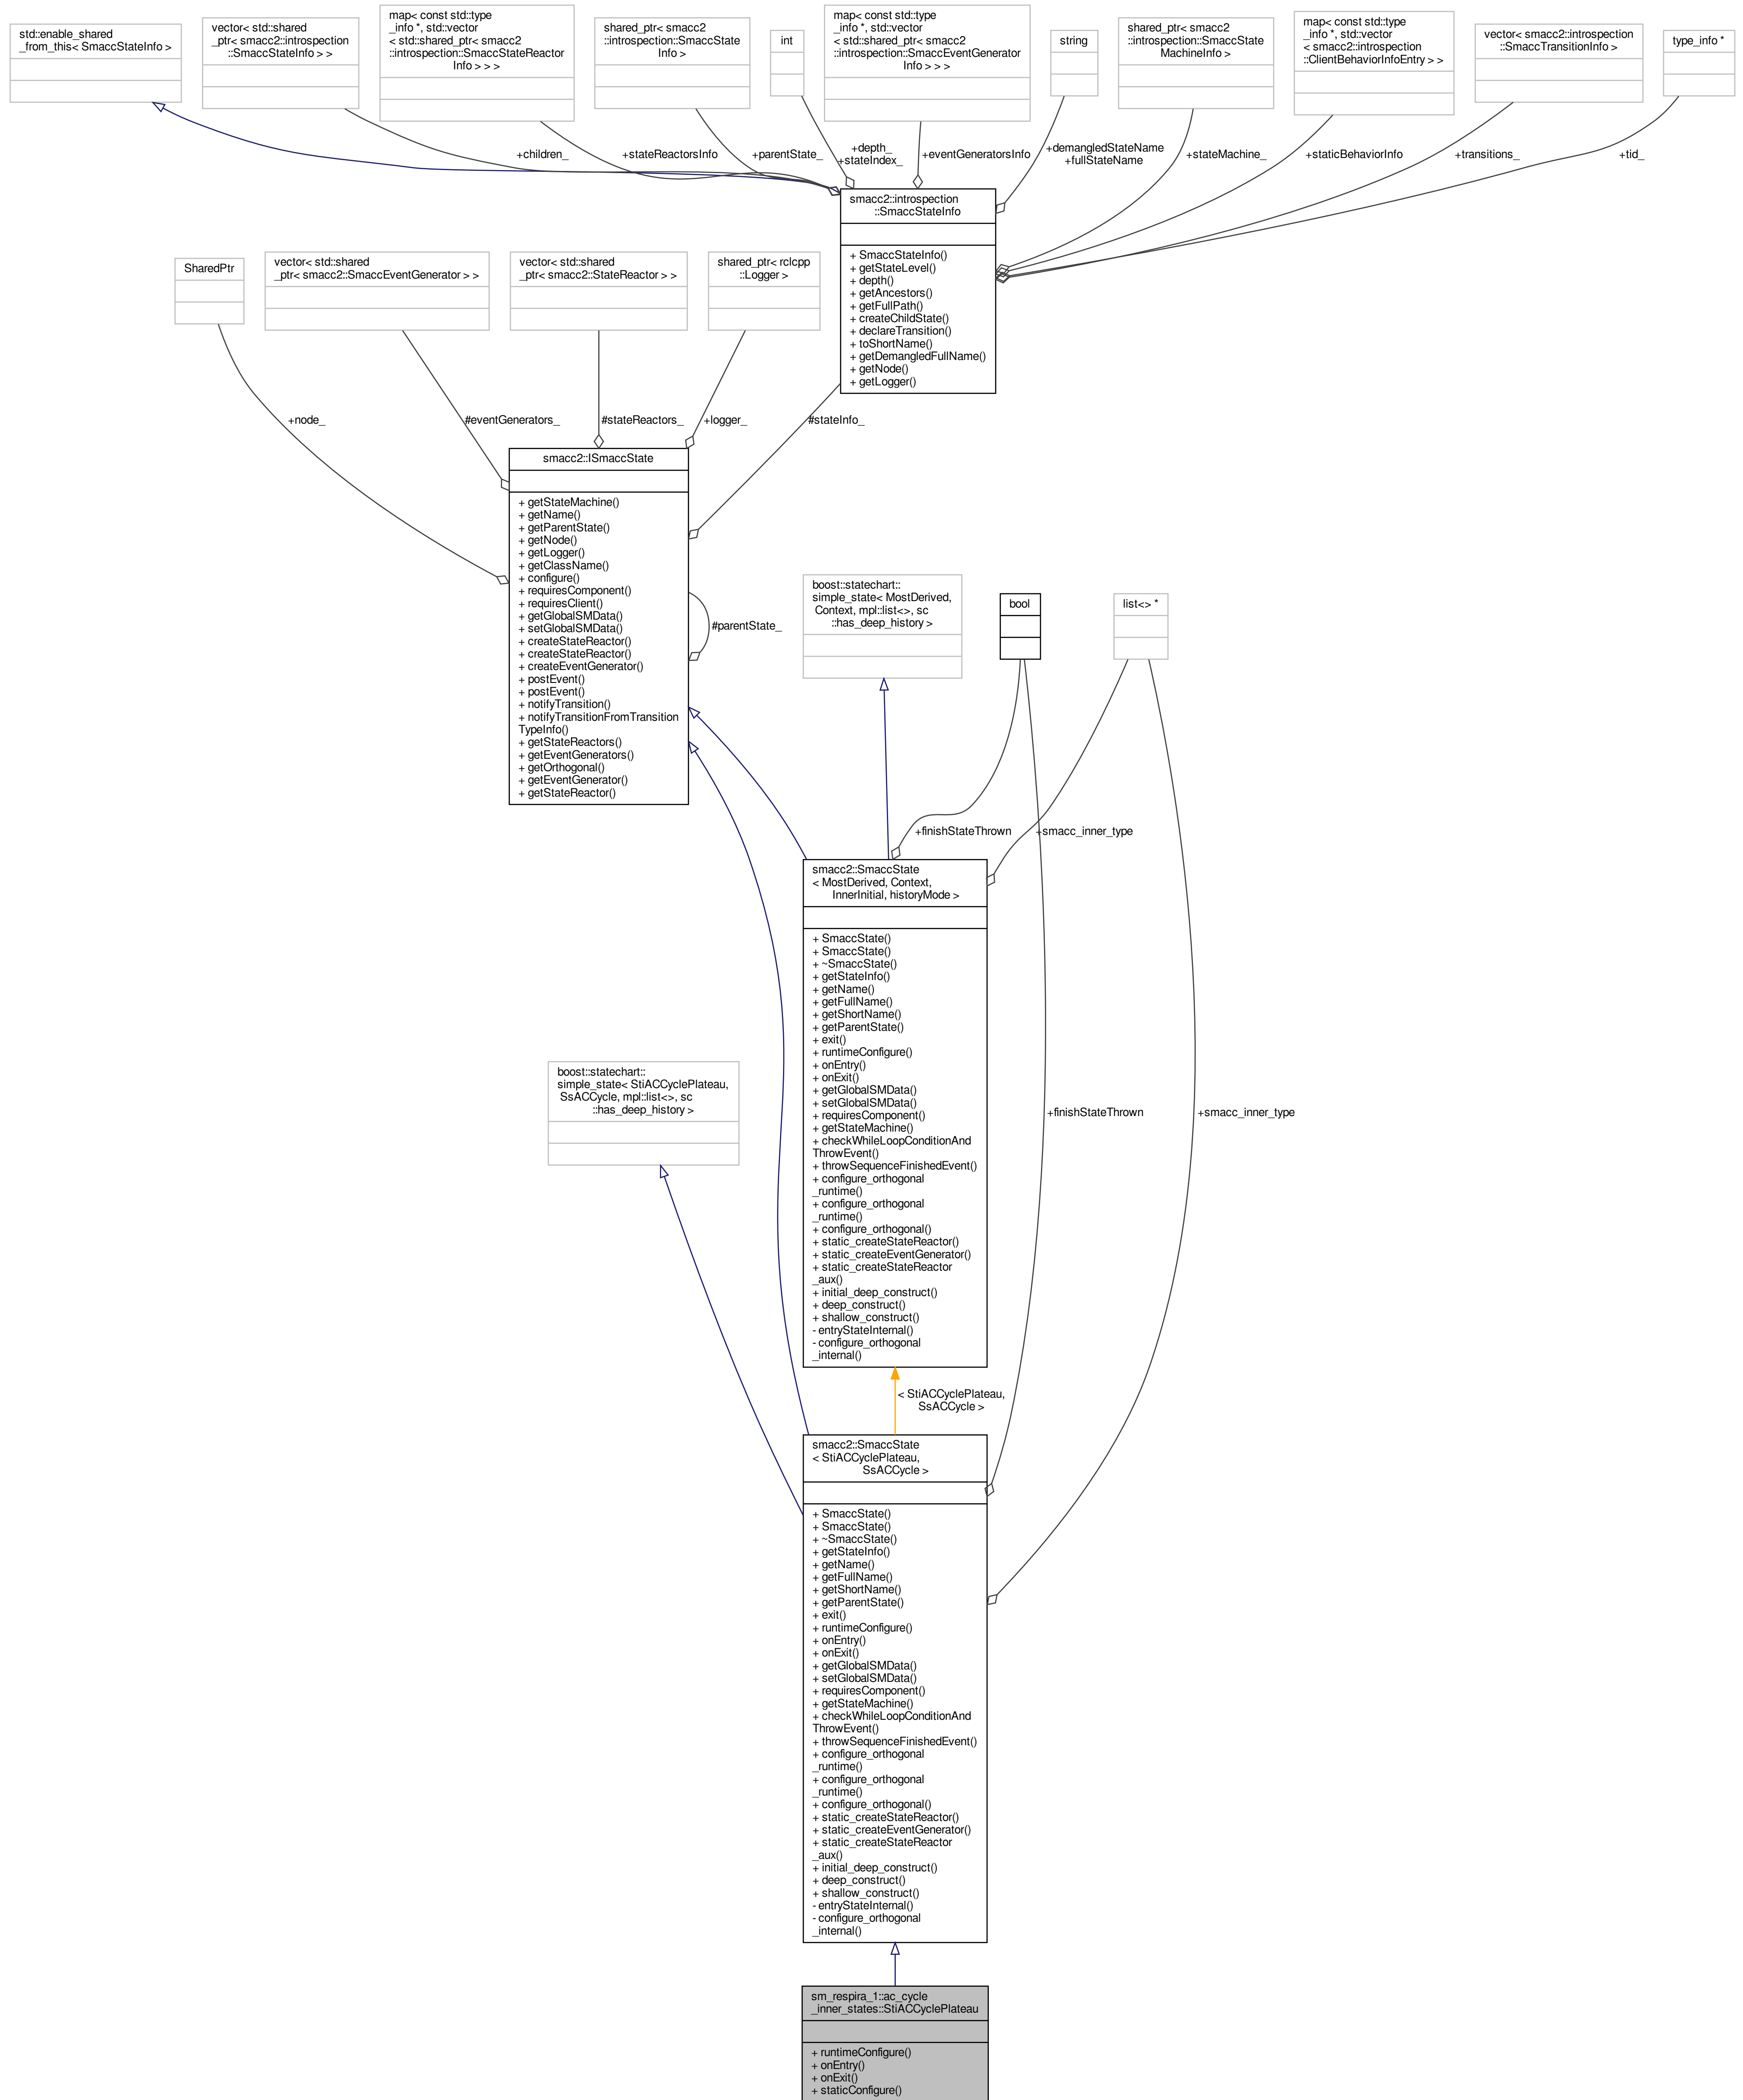 std::enable_shared
_from_this< SmaccStateInfo >
vector< std::shared
_ptr< smacc2::introspection
::SmaccStateInfo > >
map< const std::type
_info *, std::vector
< std::shared_ptr< smacc2
::introspection::SmaccStateReactor
Info > > >
shared_ptr< smacc2
::introspection::SmaccState
Info >
int
map< const std::type
_info *, std::vector
< std::shared_ptr< smacc2
::introspection::SmaccEventGenerator
Info > > >
string
shared_ptr< smacc2
::introspection::SmaccState
MachineInfo >
map< const std::type
_info *, std::vector
< smacc2::introspection
::ClientBehaviorInfoEntry > >
vector< smacc2::introspection
::SmaccTransitionInfo >
type_info *
+children_
+stateReactorsInfo
+parentState_
+depth_
+stateIndex_
+eventGeneratorsInfo
+demangledStateName
+fullStateName
+stateMachine_
+staticBehaviorInfo
+transitions_
+tid_
smacc2::introspection
::SmaccStateInfo
+ SmaccStateInfo()
+ getStateLevel()
+ depth()
+ getAncestors()
+ getFullPath()
+ createChildState()
+ declareTransition()
+ toShortName()
+ getDemangledFullName()
+ getNode()
+ getLogger()
SharedPtr
vector< std::shared
_ptr< smacc2::SmaccEventGenerator > >
vector< std::shared
_ptr< smacc2::StateReactor > >
shared_ptr< rclcpp
::Logger >
+node_
#eventGenerators_
#stateReactors_
+logger_
#stateInfo_
smacc2::ISmaccState
+ getStateMachine()
+ getName()
+ getParentState()
+ getNode()
+ getLogger()
+ getClassName()
+ configure()
+ requiresComponent()
+ requiresClient()
+ getGlobalSMData()
+ setGlobalSMData()
+ createStateReactor()
+ createStateReactor()
+ createEventGenerator()
+ postEvent()
+ postEvent()
+ notifyTransition()
+ notifyTransitionFromTransition
TypeInfo()
+ getStateReactors()
+ getEventGenerators()
+ getOrthogonal()
+ getEventGenerator()
+ getStateReactor()
#parentState_
boost::statechart::
simple_state< MostDerived,
Context, mpl::list<>, sc
::has_deep_history >
bool
list<> *
+finishStateThrown
+smacc_inner_type
smacc2::SmaccState
< MostDerived, Context,
InnerInitial, historyMode >
+ SmaccState()
+ SmaccState()
+ ~SmaccState()
+ getStateInfo()
+ getName()
+ getFullName()
+ getShortName()
+ getParentState()
+ exit()
+ runtimeConfigure()
+ onEntry()
+ onExit()
+ getGlobalSMData()
+ setGlobalSMData()
+ requiresComponent()
+ getStateMachine()
+ checkWhileLoopConditionAnd
ThrowEvent()
+ throwSequenceFinishedEvent()
+ configure_orthogonal
_runtime()
+ configure_orthogonal
_runtime()
+ configure_orthogonal()
+ static_createStateReactor()
+ static_createEventGenerator()
+ static_createStateReactor
_aux()
+ initial_deep_construct()
+ deep_construct()
+ shallow_construct()
- entryStateInternal()
- configure_orthogonal
_internal()
boost::statechart::
simple_state< StiACCyclePlateau,
SsACCycle, mpl::list<>, sc
::has_deep_history >
+finishStateThrown
+smacc_inner_type
< StiACCyclePlateau,
SsACCycle >
smacc2::SmaccState
< StiACCyclePlateau,
SsACCycle >
+ SmaccState()
+ SmaccState()
+ ~SmaccState()
+ getStateInfo()
+ getName()
+ getFullName()
+ getShortName()
+ getParentState()
+ exit()
+ runtimeConfigure()
+ onEntry()
+ onExit()
+ getGlobalSMData()
+ setGlobalSMData()
+ requiresComponent()
+ getStateMachine()
+ checkWhileLoopConditionAnd
ThrowEvent()
+ throwSequenceFinishedEvent()
+ configure_orthogonal
_runtime()
+ configure_orthogonal
_runtime()
+ configure_orthogonal()
+ static_createStateReactor()
+ static_createEventGenerator()
+ static_createStateReactor
_aux()
+ initial_deep_construct()
+ deep_construct()
+ shallow_construct()
- entryStateInternal()
- configure_orthogonal
_internal()
sm_respira_1::ac_cycle
_inner_states::StiACCyclePlateau
+ runtimeConfigure()
+ onEntry()
+ onExit()
+ staticConfigure()